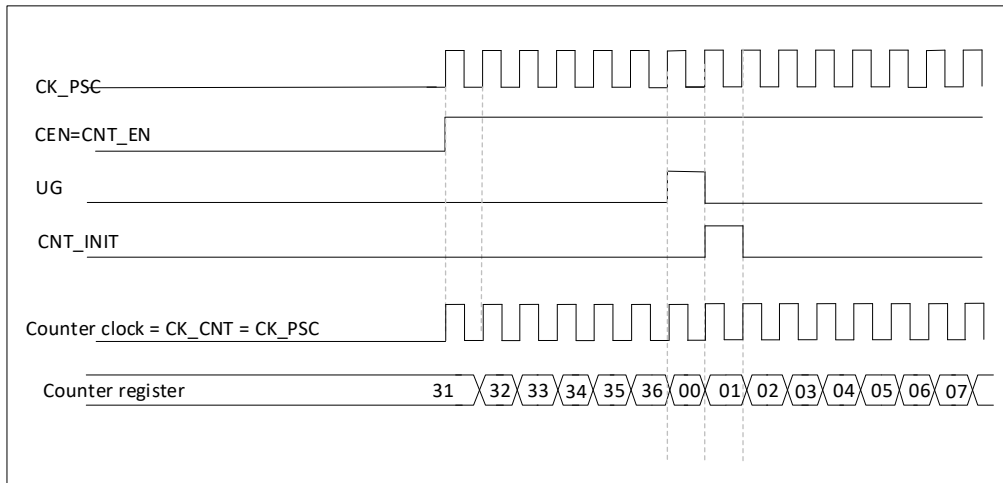 CK_PSC
CEN=CNT_EN
UG
CNT_INIT
Counter clock = CK_CNT = CK_PSC
Counter register 31 32 33 34 35 36 00 01 02 03 04 05 06 07